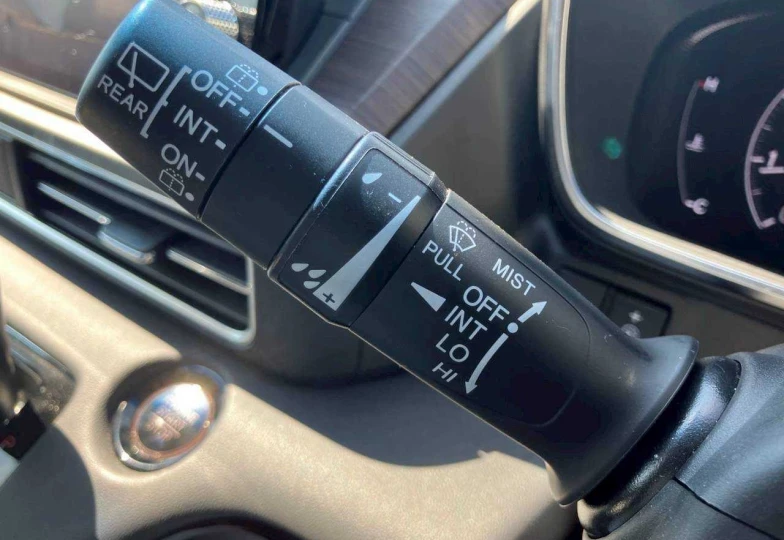 REAR
OFF-
INT-
ON-
-
+
PULL
MIST
OFF
INT
LO
HI
H
C
+